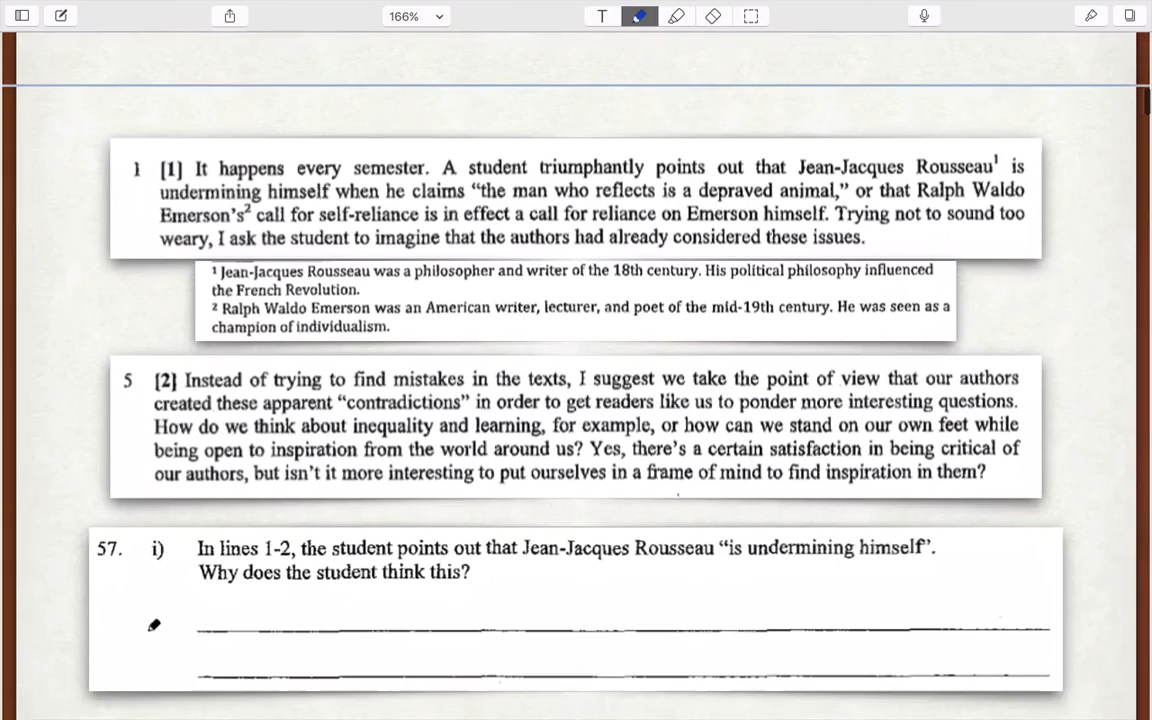 166%
T
1 [1] It happens every semester. A student triumphantly points out that Jean-Jacques Rousseau¹ is
undermining himself when he claims “the man who reflects is a depraved animal,” or that Ralph Waldo
Emerson’s² call for self-reliance is in effect a call for reliance on Emerson himself. Trying not to sound too
weary, I ask the student to imagine that the authors had already considered these issues.
¹ Jean-Jacques Rousseau was a philosopher and writer of the 18th century. His political philosophy influenced
the French Revolution.
² Ralph Waldo Emerson was an American writer, lecturer, and poet of the mid-19th century. He was seen as a
champion of individualism.
5 [2] Instead of trying to find mistakes in the texts, I suggest we take the point of view that our authors
created these apparent “contradictions” in order to get readers like us to ponder more interesting questions.
How do we think about inequality and learning, for example, or how can we stand on our own feet while
being open to inspiration from the world around us? Yes, there’s a certain satisfaction in being critical of
our authors, but isn’t it more interesting to put ourselves in a frame of mind to find inspiration in them?
57. i) In lines 1-2, the student points out that Jean-Jacques Rousseau “is undermining himself”.
Why does the student think this?